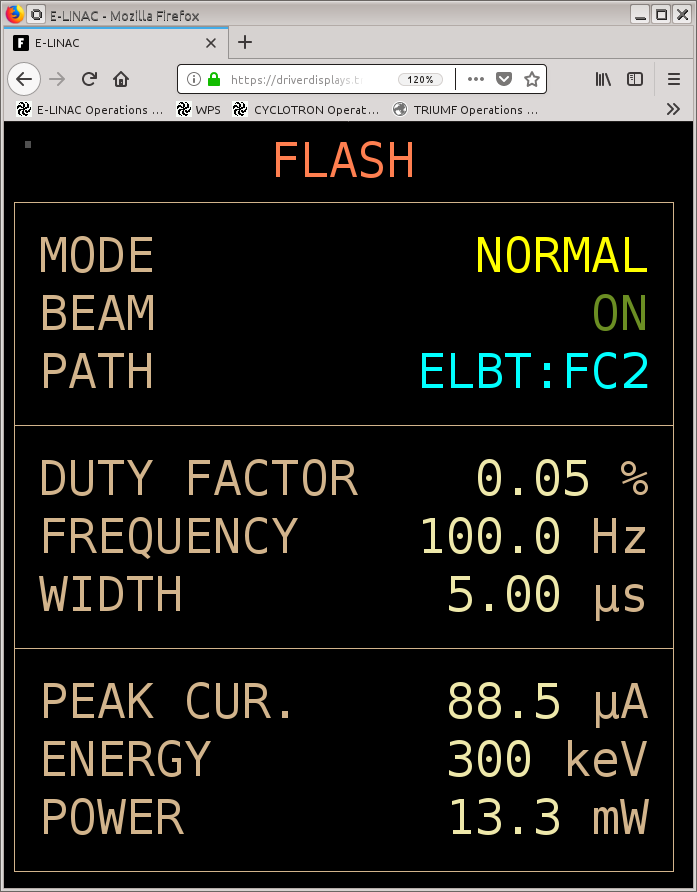 E-LINAC - Mozilla Firefox
F E-LINAC
https://driverdisplays.t 120%
E-LINAC Operations ... WPS CYCLOTRON Operat... TRIUMF Operations ...
FLASH
MODE NORMAL
BEAM ON
PATH ELBT:FC2
DUTY FACTOR 0.05 %
FREQUENCY 100.0 Hz
WIDTH 5.00 µs
PEAK CUR. 88.5 µA
ENERGY 300 keV
POWER 13.3 mW